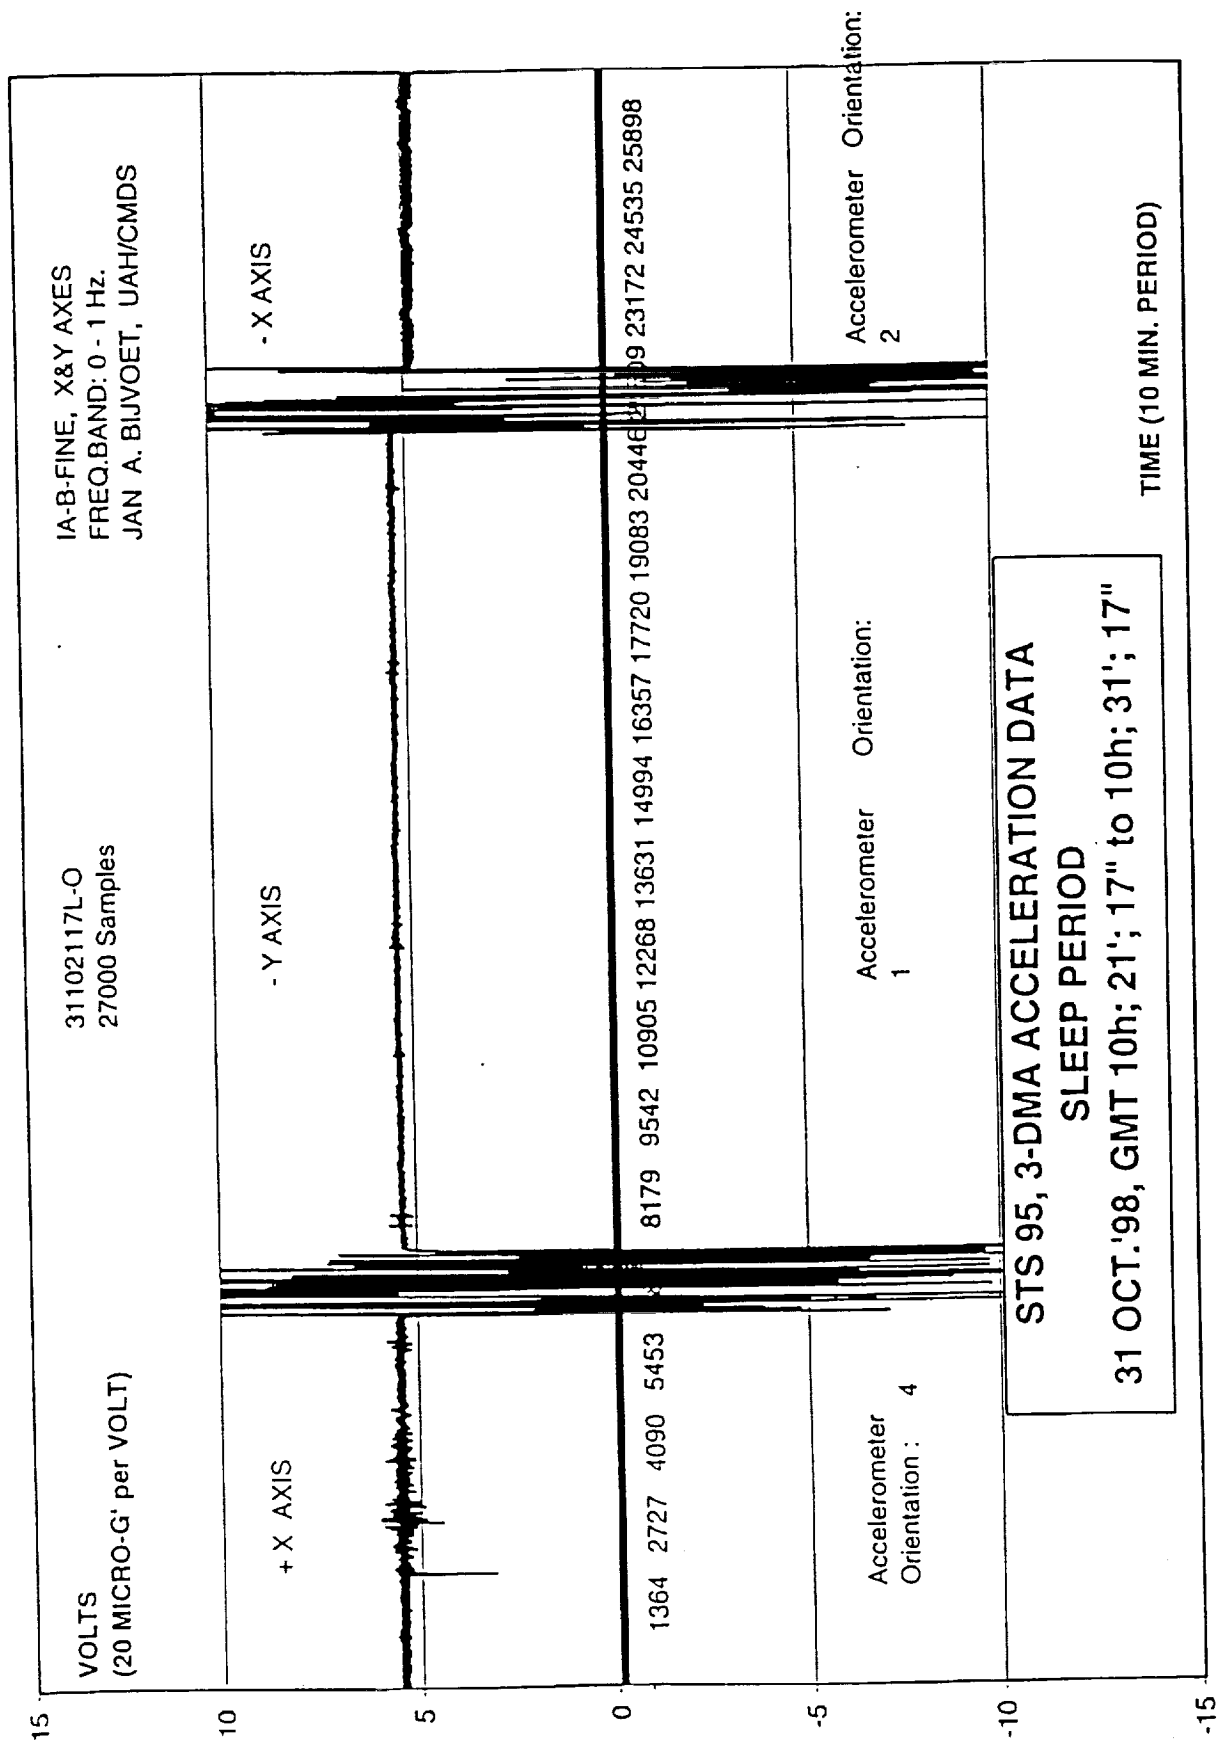 VOLTS
(20 MICRO-G' per VOLT)
31102117L-O
27000 Samples
IA-B-FINE, X&Y AXES
FREQ.BAND: 0 - 1 Hz.
JAN A. BIJVOET, UAH/CMDS
15
10
5
0
-5
-10
-15
+ X AXIS
- Y AXIS
- X AXIS
1364 2727 4090 5453 8179 9542 10905 12268 13631 14994 16357 17720 19083 20446 23172 24535 25898
Accelerometer
Orientation : 4
Accelerometer Orientation:
1
Accelerometer Orientation:
2
TIME (10 MIN. PERIOD)
STS 95, 3-DMA ACCELERATION DATA
SLEEP PERIOD
31 OCT.'98, GMT 10h; 21'; 17" to 10h; 31'; 17"